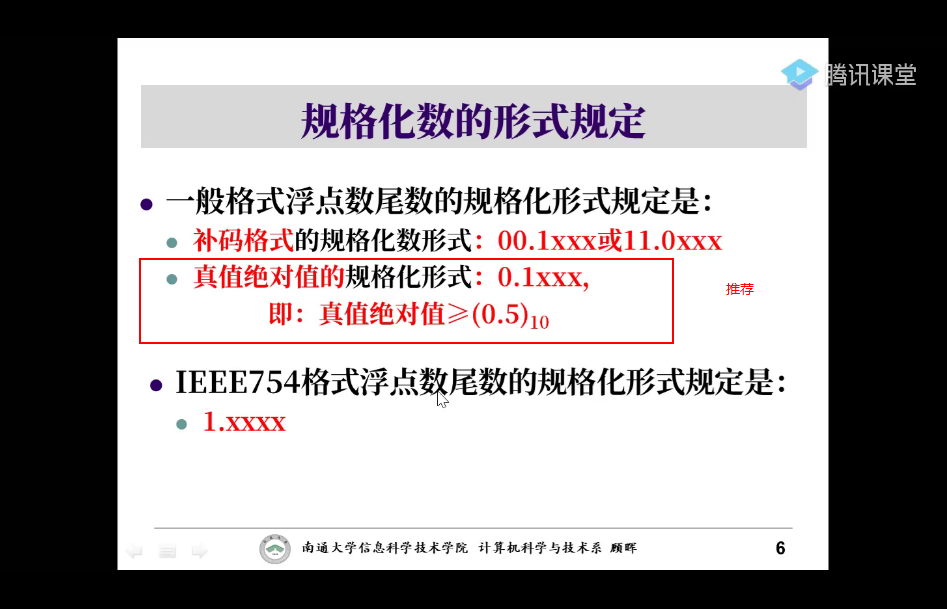 腾讯课堂
规格化数的形式规定
一般格式浮点数尾数的规格化形式规定是：
补码格式的规格化数形式：00.1xxx或11.0xxx
真值绝对值的规格化形式：0.1xxx,
即：真值绝对值≥(0.5)10
推荐
IEEE754格式浮点数尾数的规格化形式规定是：
1.xxxx
南通大学信息科学技术学院 计算机科学与技术系 顾晖
6